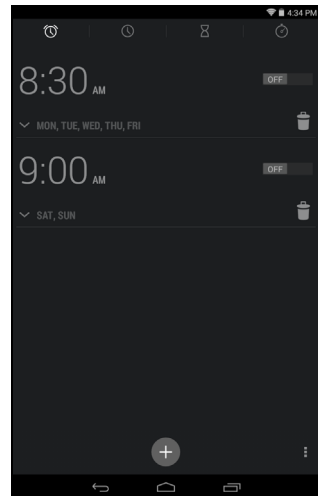 4:34 PM
8:30 AM
OFF
MON, TUE, WED, THU, FRI
9:00 AM
OFF
SAT, SUN